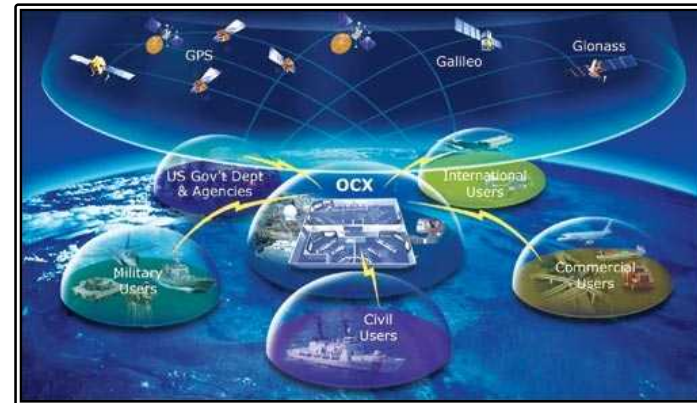 GPS
Galileo
Glonass
US Gov't Dept
& Agencies
OCX
International
Users
Military
Users
Commercial
Users
Civil
Users